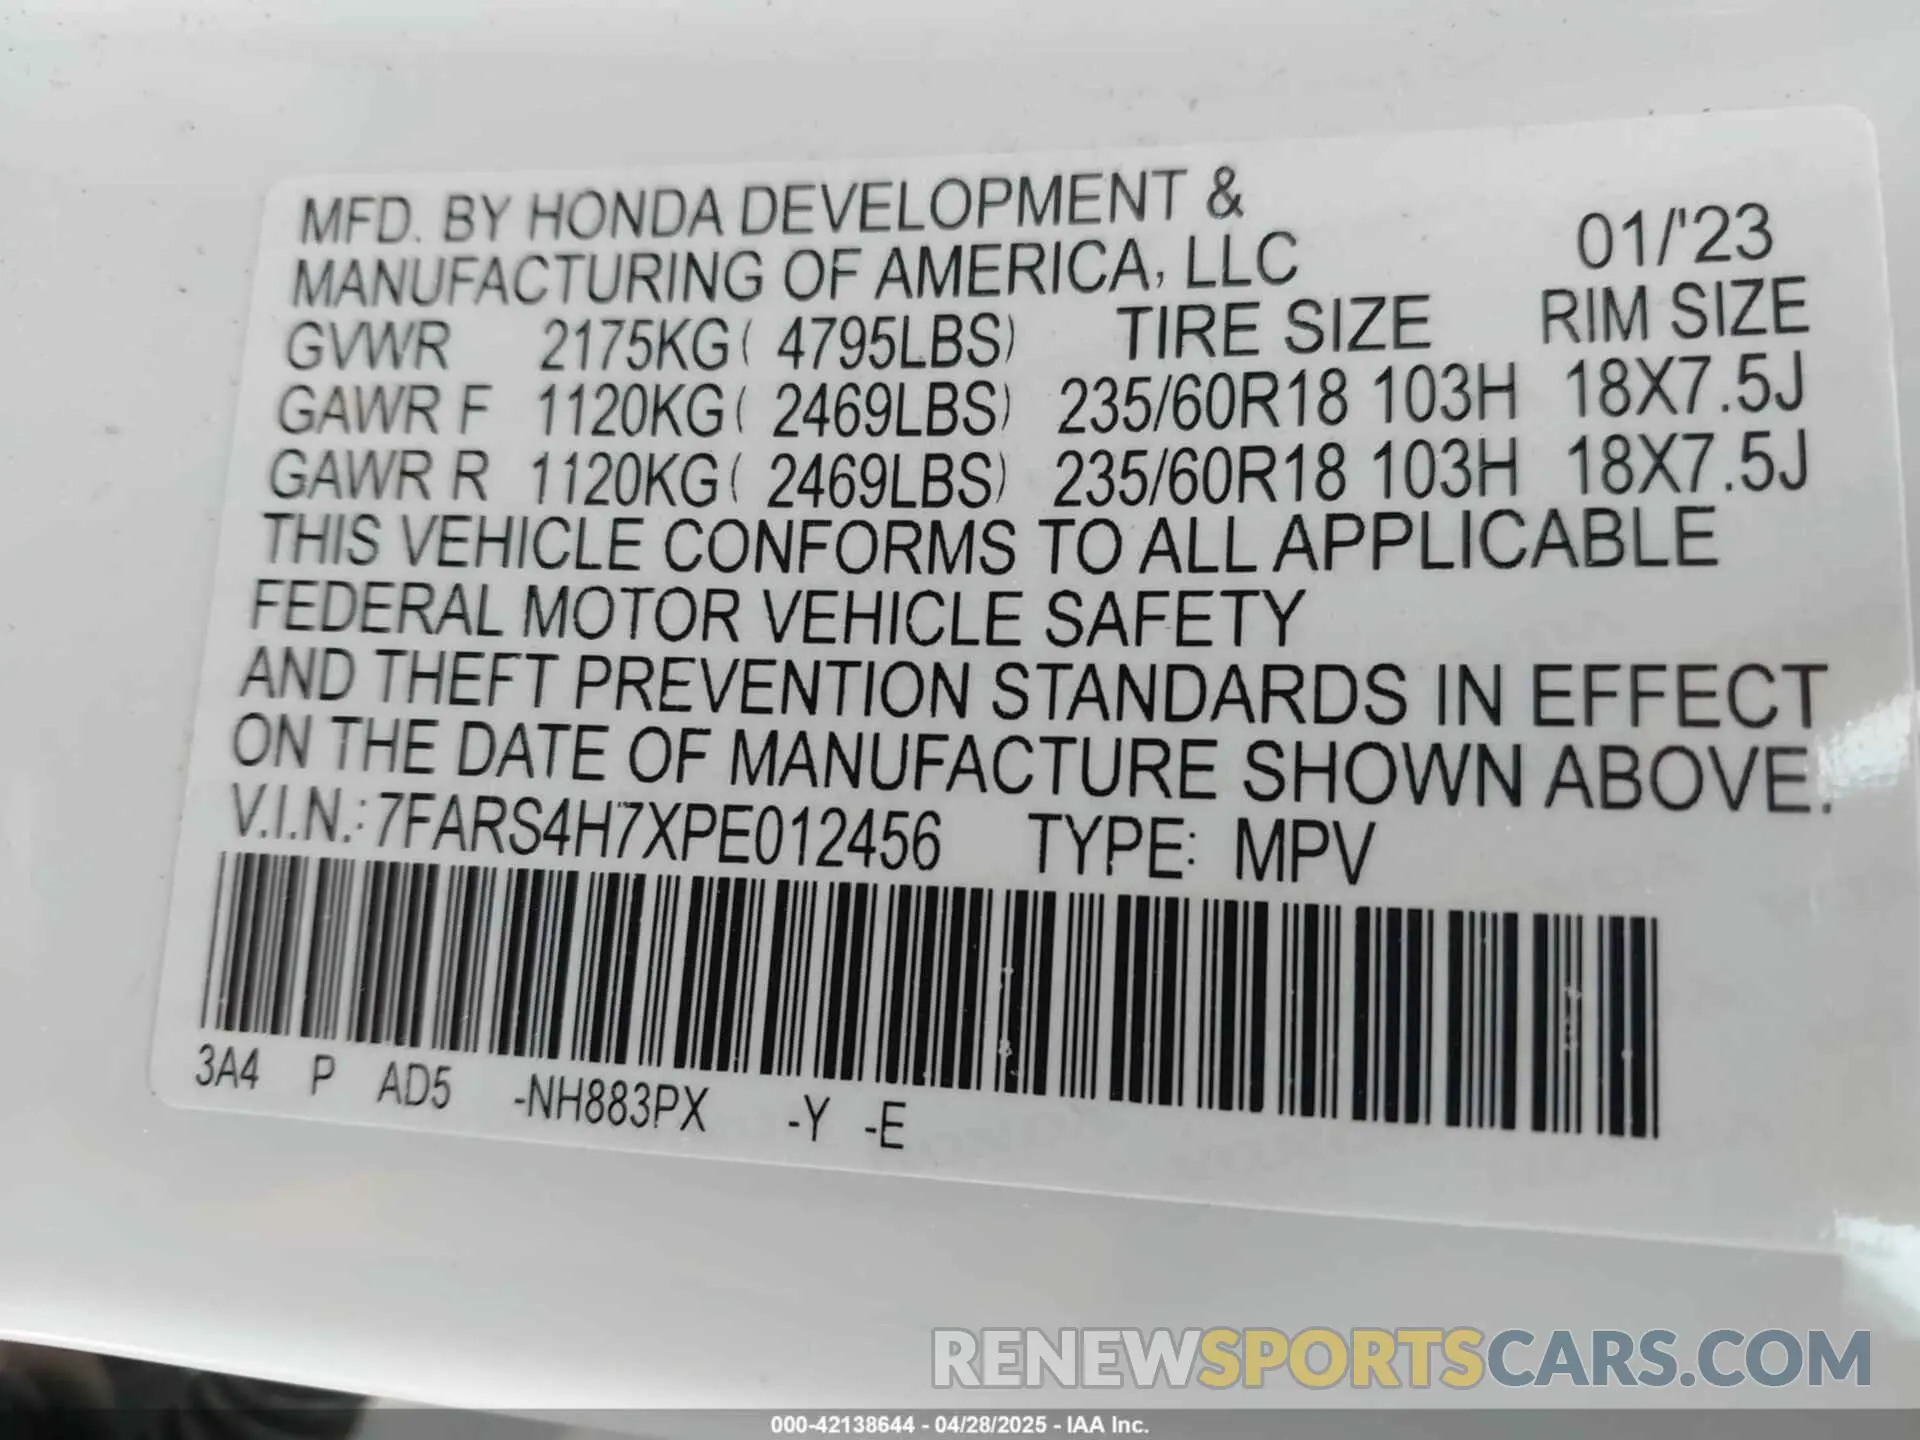 MFD. BY HONDA DEVELOPMENT &
MANUFACTURING OF AMERICA, LLC 01/'23
GVWR 2175KG( 4795LBS) TIRE SIZE RIM SIZE
GAWR F 1120KG( 2469LBS) 235/60R18 103H 18X7.5J
GAWR R 1120KG( 2469LBS) 235/60R18 103H 18X7.5J
THIS VEHICLE CONFORMS TO ALL APPLICABLE
FEDERAL MOTOR VEHICLE SAFETY
AND THEFT PREVENTION STANDARDS IN EFFECT
ON THE DATE OF MANUFACTURE SHOWN ABOVE.
V.I.N.: 7FARS4H7XPE012456 TYPE: MPV
3A4 P AD5 -NH883PX -Y -E
RENEWSPORTSCARS.COM
000-42138644 - 04/28/2025 - IAA Inc.